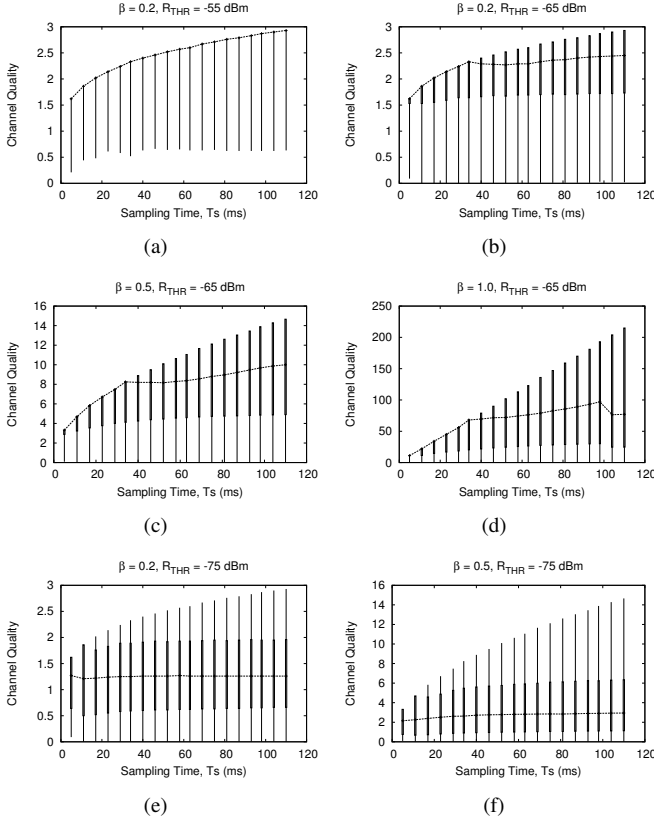 β = 0.2, R_THR = -55 dBm
3
2.5
2
1.5
1
0.5
0
Channel Quality
0 20 40 60 80 100 120
Sampling Time, Ts (ms)
(a)
β = 0.2, R_THR = -65 dBm
3
2.5
2
1.5
1
0.5
0
Channel Quality
0 20 40 60 80 100 120
Sampling Time, Ts (ms)
(b)
β = 0.5, R_THR = -65 dBm
16
14
12
10
8
6
4
2
0
Channel Quality
0 20 40 60 80 100 120
Sampling Time, Ts (ms)
(c)
β = 1.0, R_THR = -65 dBm
250
200
150
100
50
0
Channel Quality
0 20 40 60 80 100 120
Sampling Time, Ts (ms)
(d)
β = 0.2, R_THR = -75 dBm
3
2.5
2
1.5
1
0.5
0
Channel Quality
0 20 40 60 80 100 120
Sampling Time, Ts (ms)
(e)
β = 0.5, R_THR = -75 dBm
16
14
12
10
8
6
4
2
0
Channel Quality
0 20 40 60 80 100 120
Sampling Time, Ts (ms)
(f)